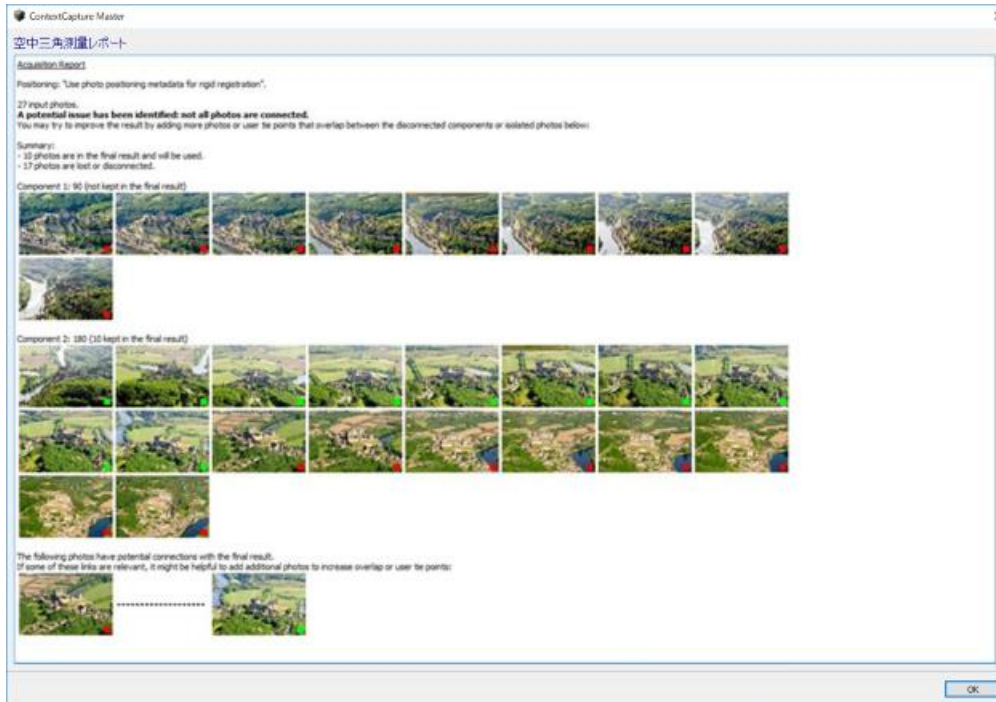 ContextCapture Master
空中三角測量レポート
Acquisition Report
Positioning: "Use photo positioning metadata for rigid registration".
27 input photos.
A potential issue has been identified: not all photos are connected.
You may try to improve the result by adding more photos or user tie points that overlap between the disconnected components or isolated photos below:
Summary:
- 10 photos are in the final result and will be used.
- 17 photos are lost or disconnected.
Component 1: 90 (not kept in the final result)
Component 2: 180 (10 kept in the final result)
The following photos have potential connections with the final result.
If some of these links are relevant, it might be helpful to add additional photos to increase overlap or user tie points:
OK